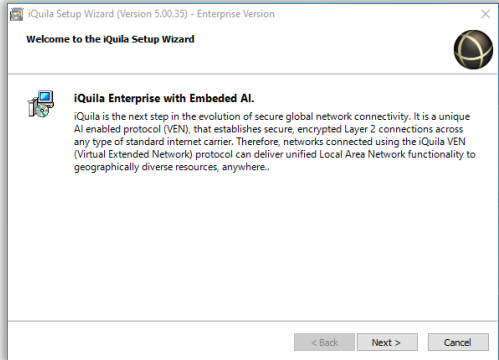 iQuila Setup Wizard (Version 5.00.35) - Enterprise Version
Welcome to the iQuila Setup Wizard
iQuila Enterprise with Embeded AI.
iQuila is the next step in the evolution of secure global network connectivity. It is a unique
AI enabled protocol (VEN), that establishes secure, encrypted Layer 2 connections across
any type of standard internet carrier. Therefore, networks connected using the iQuila VEN
(Virtual Extended Network) protocol can deliver unified Local Area Network functionality to
geographically diverse resources, anywhere..
< Back
Next >
Cancel